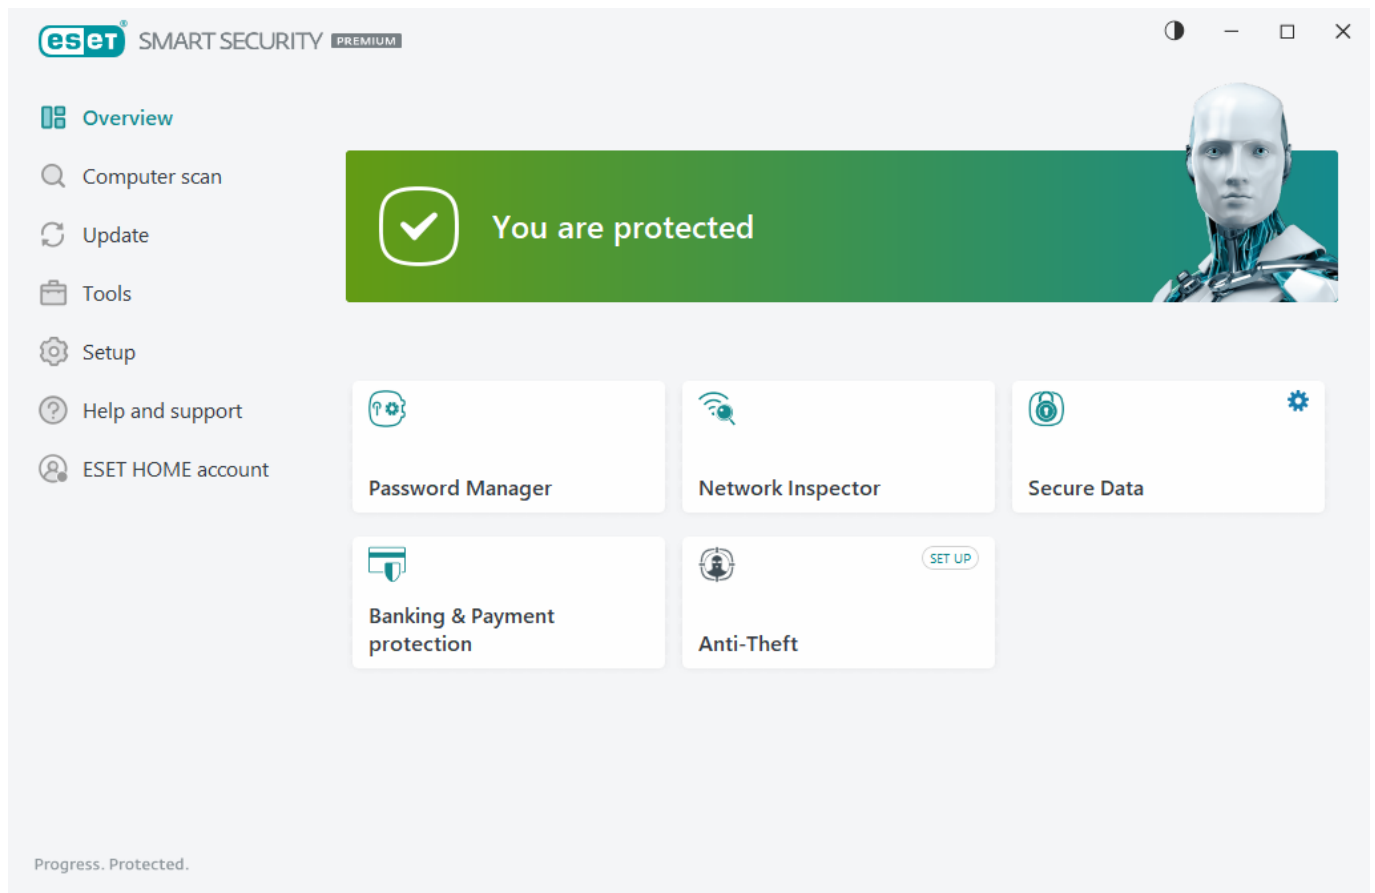 eseT® SMART SECURITY PREMIUM
Overview
Computer scan
Update
Tools
Setup
Help and support
ESET HOME account
You are protected
Password Manager
Network Inspector
Secure Data
Banking & Payment
protection
SET UP
Anti-Theft
Progress. Protected.